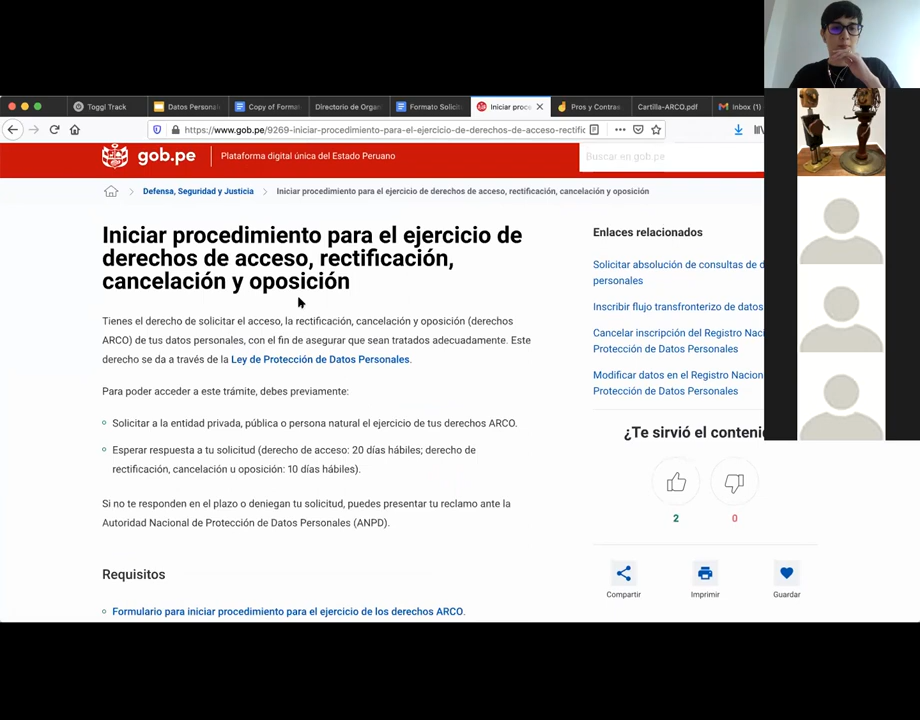 Toggl Track
Datos Persona
Copy of Format
Directorio de Organ
Formato Solicit
Iniciar proce
Pros y Contras
Cartilla-ARCO.pdf
Inbox (1)
https://www.gob.pe/9269-iniciar-procedimiento-para-el-ejercicio-de-derechos-de-acceso-rectific
gob.pe
Plataforma digital única del Estado Peruano
Buscar en gob.pe
Defensa, Seguridad y Justicia
Iniciar procedimiento para el ejercicio de derechos de acceso, rectificación, cancelación y oposición
Iniciar procedimiento para el ejercicio de
derechos de acceso, rectificación,
cancelación y oposición
Tienes el derecho de solicitar el acceso, la rectificación, cancelación y oposición (derechos
ARCO) de tus datos personales, con el fin de asegurar que sean tratados adecuadamente. Este
derecho se da a través de la Ley de Protección de Datos Personales.
Para poder acceder a este trámite, debes previamente:
Solicitar a la entidad privada, pública o persona natural el ejercicio de tus derechos ARCO.
Esperar respuesta a tu solicitud (derecho de acceso: 20 días hábiles; derecho de
rectificación, cancelación u oposición: 10 días hábiles).
Si no te responden en el plazo o deniegan tu solicitud, puedes presentar tu reclamo ante la
Autoridad Nacional de Protección de Datos Personales (ANPD).
Requisitos
Formulario para iniciar procedimiento para el ejercicio de los derechos ARCO.
Enlaces relacionados
Solicitar absolución de consultas de d
personales
Inscribir flujo transfronterizo de datos
Cancelar inscripción del Registro Naci
Protección de Datos Personales
Modificar datos en el Registro Nacion
Protección de Datos Personales
¿Te sirvió el conteni
2
0
Compartir
Imprimir
Guardar